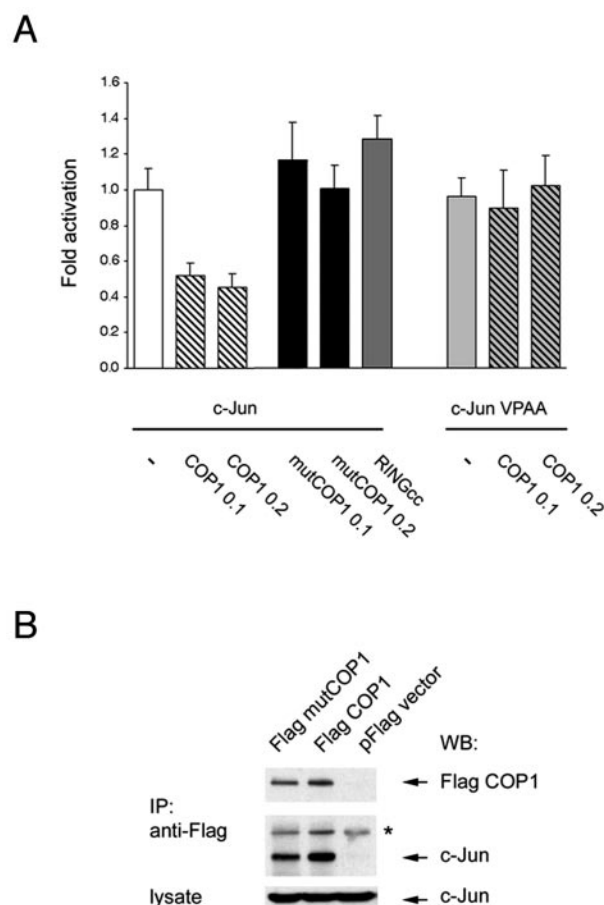 A
1.6
1.4
1.2
1.0
0.8
0.6
0.4
0.2
0.0
Fold activation
c-Jun
c-Jun VPAA
-
COP1 0.1
COP1 0.2
mutCOP1 0.1
mutCOP1 0.2
RINGcc
-
COP1 0.1
COP1 0.2
B
Flag mutCOP1
Flag COP1
pFlag vector
WB:
Flag COP1
IP:
anti-Flag
*
c-Jun
lysate
c-Jun